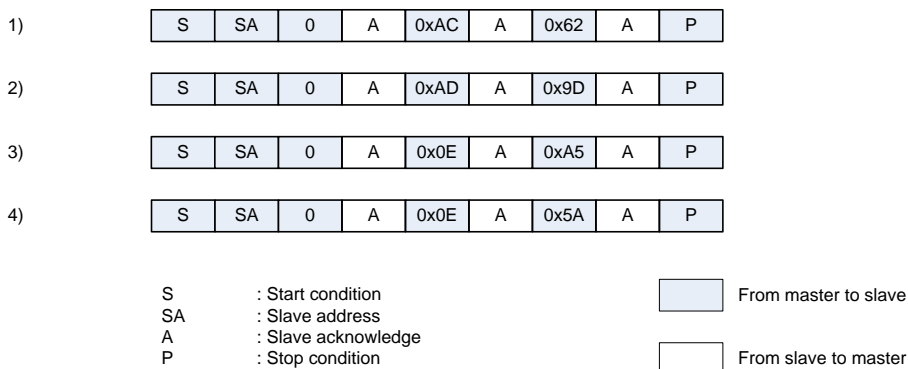 1) S SA 0 A 0xAC A 0x62 A P
2) S SA 0 A 0xAD A 0x9D A P
3) S SA 0 A 0x0E A 0xA5 A P
4) S SA 0 A 0x0E A 0x5A A P
S : Start condition From master to slave
SA : Slave address
A : Slave acknowledge
P : Stop condition From slave to master